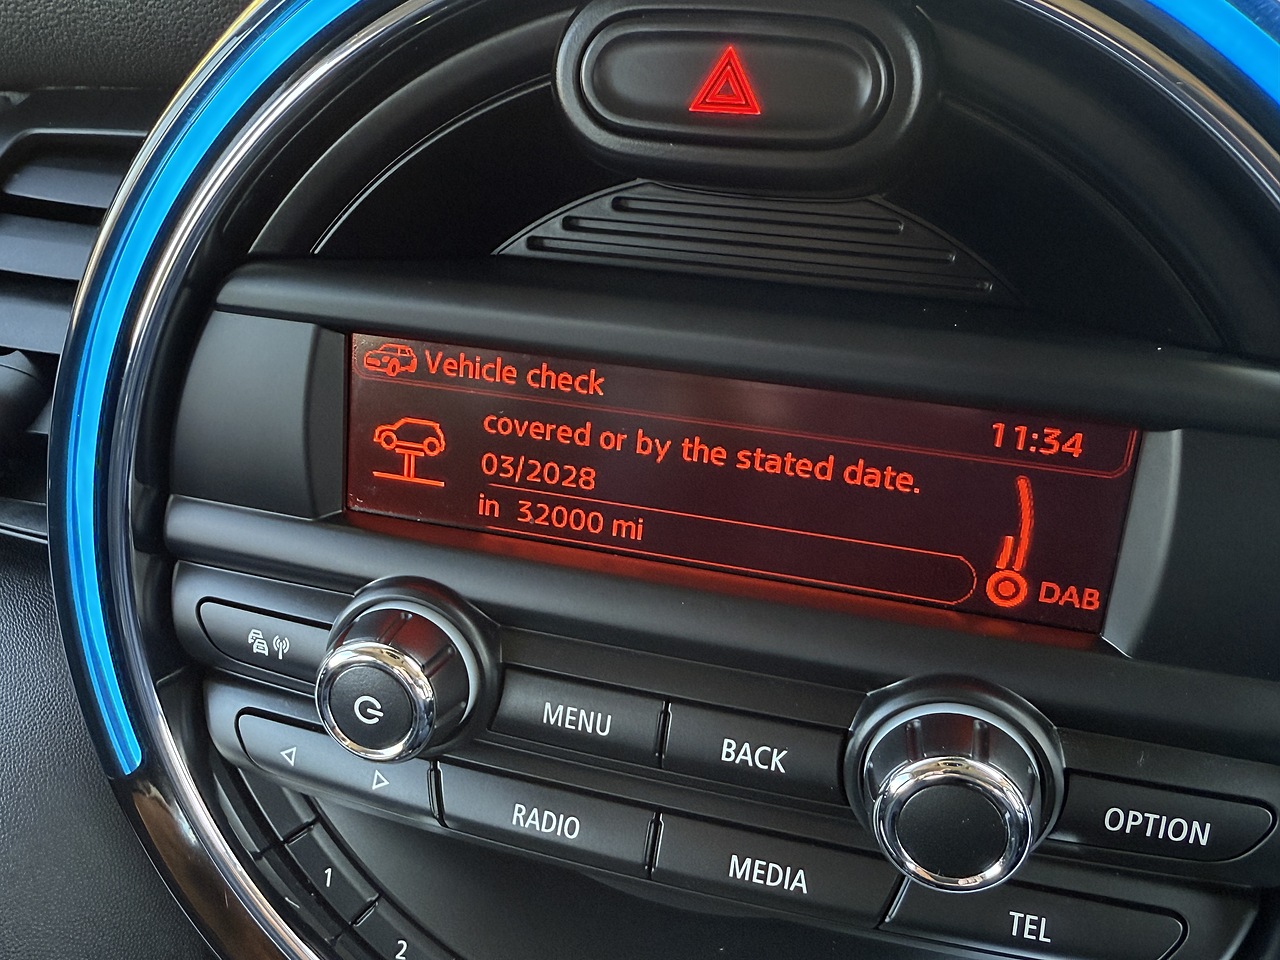 Vehicle check
11:34
covered or by the stated date.
03/2028
in 32000 mi
DAB
MENU
BACK
OPTION
RADIO
MEDIA
TEL
1
2